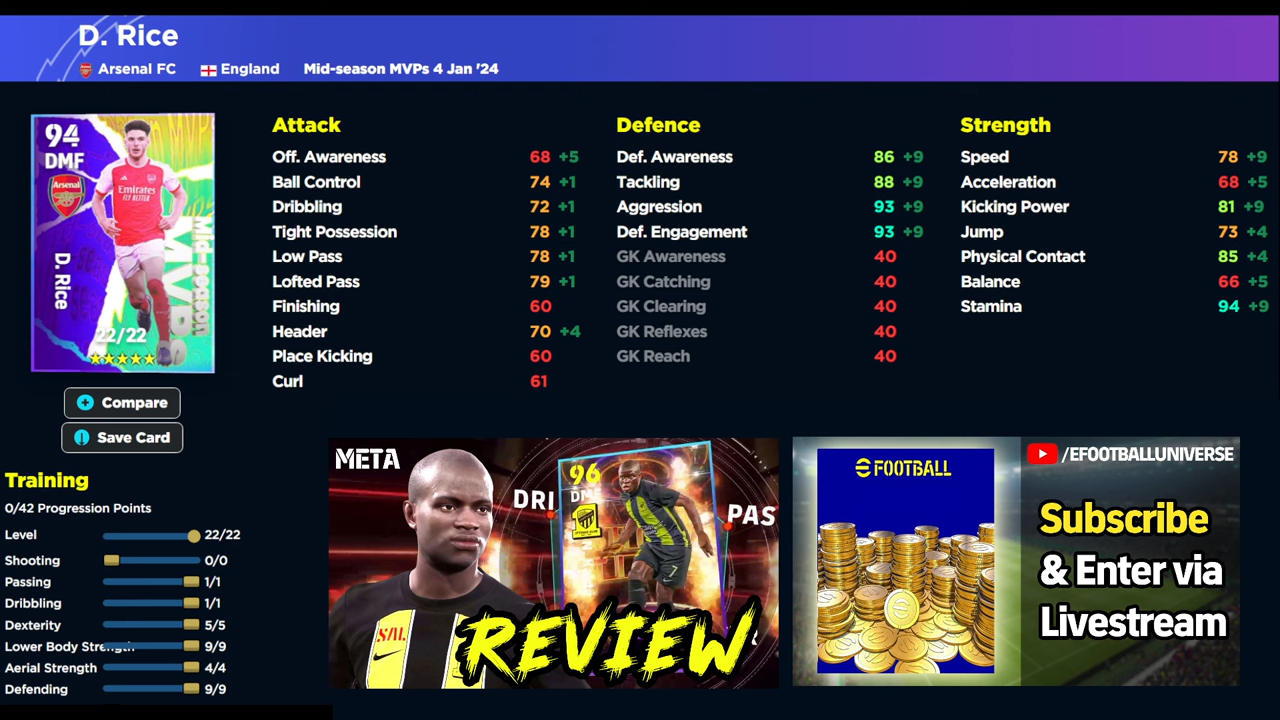 D. Rice
Arsenal FC England Mid-season MVPs 4 Jan '24
94
DMF
Arsenal
Emirates
FLY BETTER
D. Rice
Mid-season
MVP
22/22
Compare
Save Card
Attack
Off. Awareness 68 +5
Ball Control 74 +1
Dribbling 72 +1
Tight Possession 78 +1
Low Pass 78 +1
Lofted Pass 79 +1
Finishing 60
Header 70 +4
Place Kicking 60
Curl 61
Defence
Def. Awareness 86 +9
Tackling 88 +9
Aggression 93 +9
Def. Engagement 93 +9
GK Awareness 40
GK Catching 40
GK Clearing 40
GK Reflexes 40
GK Reach 40
Strength
Speed 78 +9
Acceleration 68 +5
Kicking Power 81 +9
Jump 73 +4
Physical Contact 85 +4
Balance 66 +5
Stamina 94 +9
Training
0/42 Progression Points
Level 22/22
Shooting 0/0
Passing 1/1
Dribbling 1/1
Dexterity 5/5
Lower Body Strength 9/9
Aerial Strength 4/4
Defending 9/9
META
DRI
96
DMF
PAS
7
REVIEW
EFOOTBALL
/EFOOTBALLUNIVERSE
Subscribe
& Enter via
Livestream